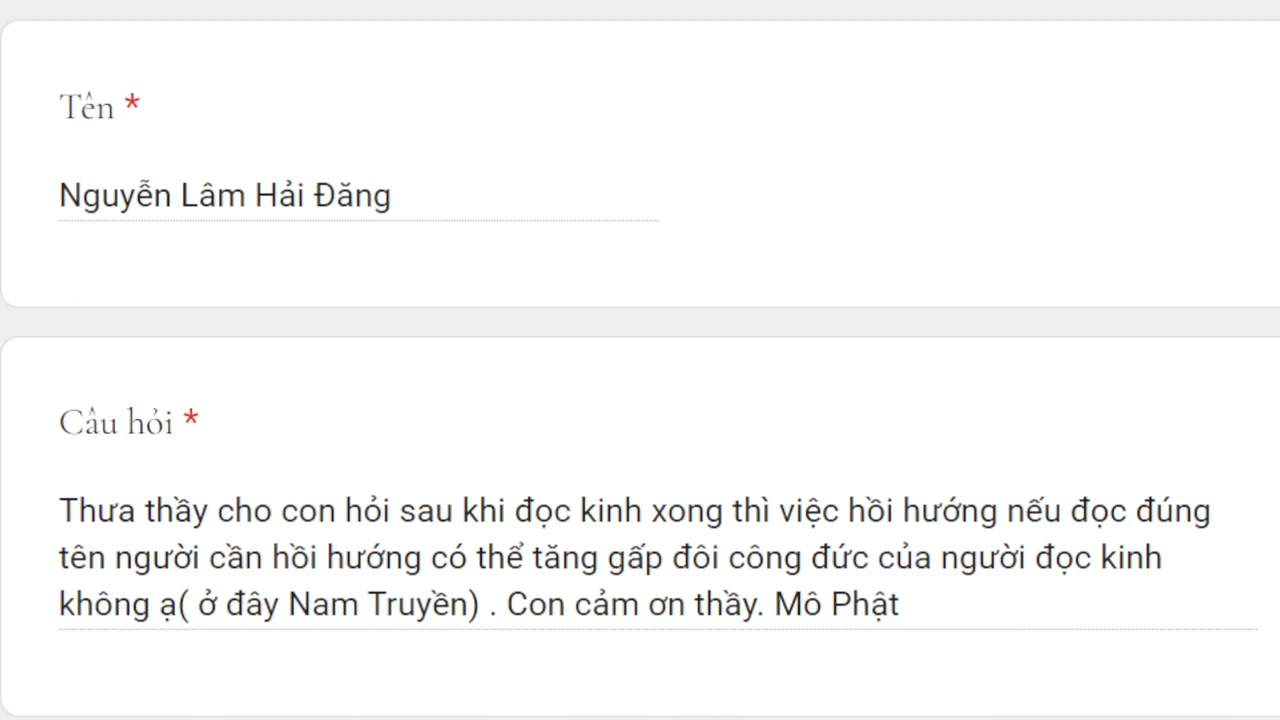 Tên *
Nguyễn Lâm Hải Đăng
Câu hỏi *
Thưa thầy cho con hỏi sau khi đọc kinh xong thì việc hồi hướng nếu đọc đúng
tên người cần hồi hướng có thể tăng gấp đôi công đức của người đọc kinh
không ạ( ở đây Nam Truyền) . Con cảm ơn thầy. Mô Phật